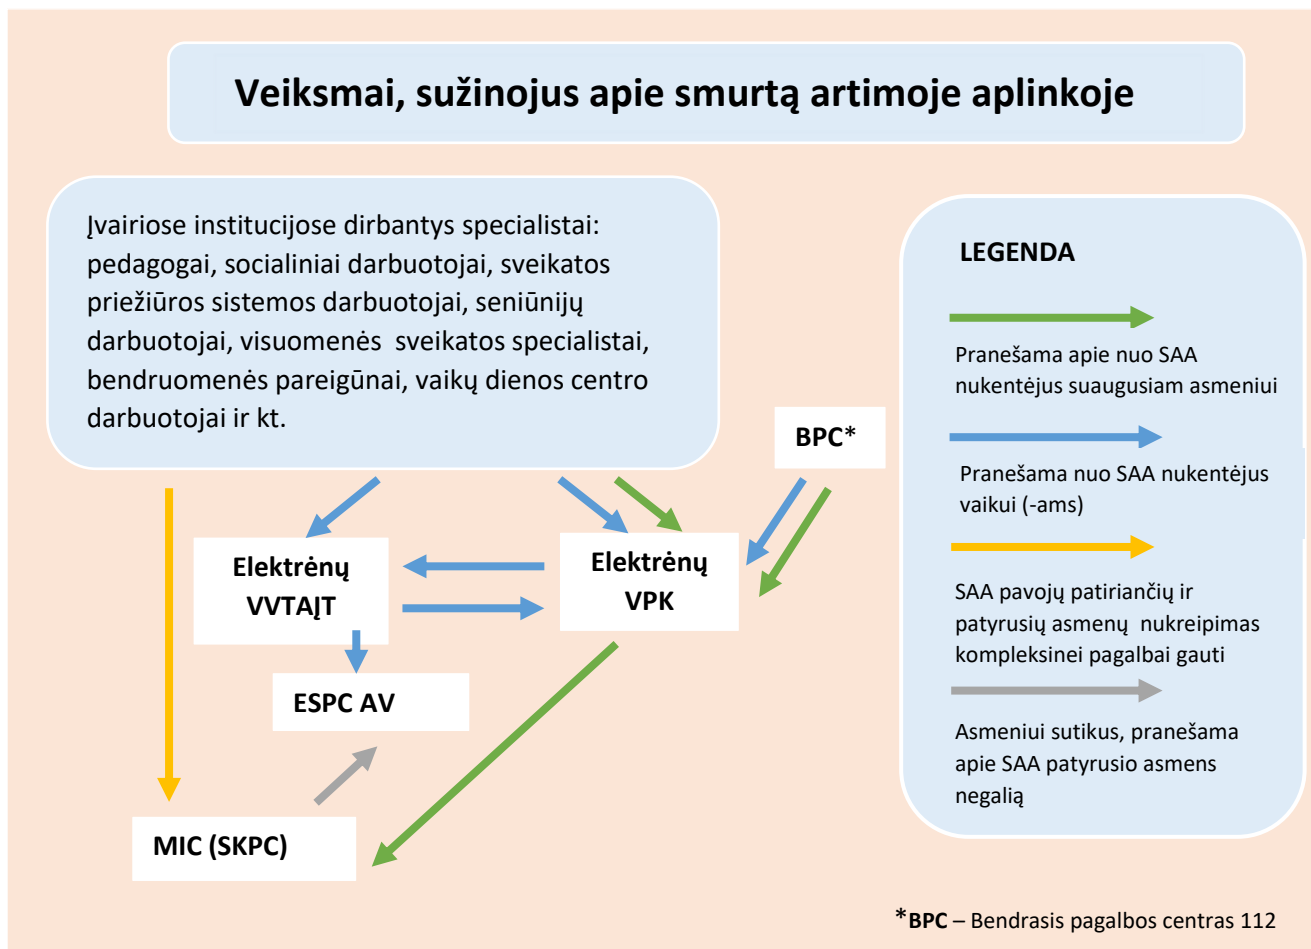 Veiksmai, sužinojus apie smurtą artimoje aplinkoje
Įvairiose institucijose dirbantys specialistai:
pedagogai, socialiniai darbuotojai, sveikatos
priežiūros sistemos darbuotojai, seniūnijų
darbuotojai, visuomenės  sveikatos specialistai,
bendruomenės pareigūnai, vaikų dienos centro
darbuotojai ir kt.
BPC*
Elektrėnų
VVTAĮT
Elektrėnų
VPK
ESPC AV
MIC (SKPC)
LEGENDA
Pranešama apie nuo SAA
nukentėjus suaugusiam asmeniui
Pranešama nuo SAA nukentėjus
vaikui (-ams)
SAA pavojų patiriančių ir
patyrusių asmenų  nukreipimas
kompleksinei pagalbai gauti
Asmeniui sutikus, pranešama
apie SAA patyrusio asmens
negalią
*BPC – Bendrasis pagalbos centras 112